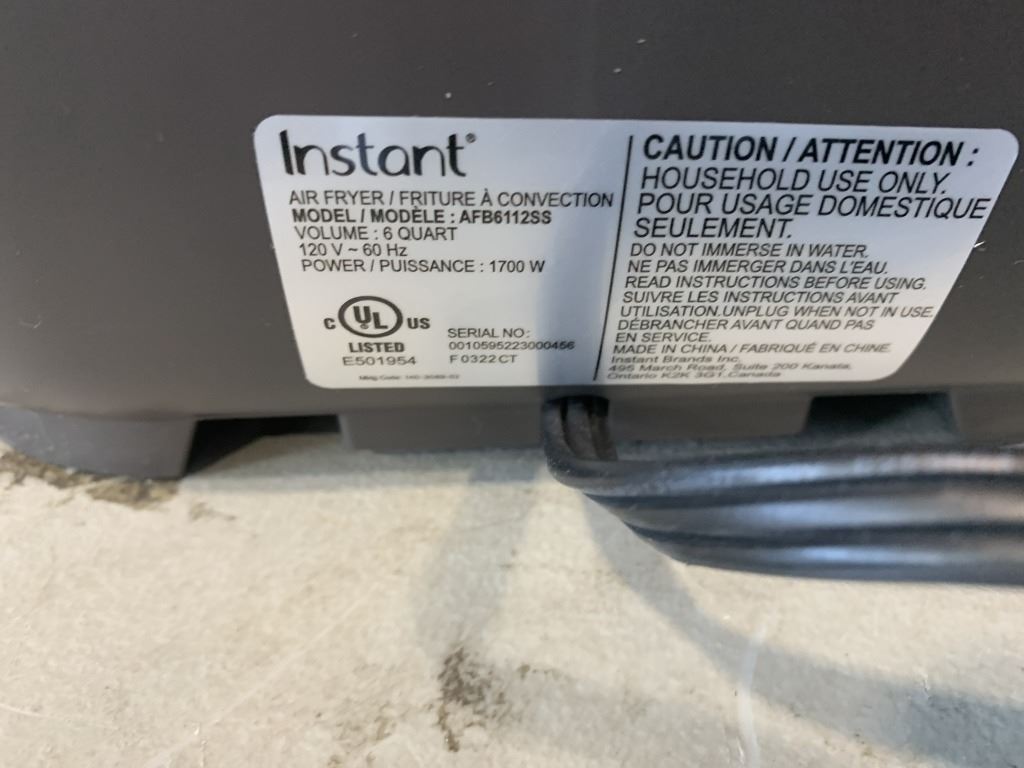 Instant®
AIR FRYER / FRITURE À CONVECTION
MODEL / MODÈLE : AFB6112SS
VOLUME : 6 QUART
120 V ~ 60 Hz
POWER / PUISSANCE : 1700 W
C UL US
LISTED
E501954
SERIAL NO:
0010595223000456
F 0322 CT
Mfg Code:
CAUTION / ATTENTION :
HOUSEHOLD USE ONLY.
POUR USAGE DOMESTIQUE
SEULEMENT.
DO NOT IMMERSE IN WATER.
NE PAS IMMERGER DANS L'EAU.
READ INSTRUCTIONS BEFORE USING.
SUIVRE LES INSTRUCTIONS AVANT
UTILISATION.UNPLUG WHEN NOT IN USE.
DÉBRANCHER AVANT QUAND PAS
EN SERVICE.
MADE IN CHINA / FABRIQUÉ EN CHINE.
Instant Brands Inc.
495 March Road, Suite 200 Kanata,
Ontario K2K 3G1.Canada